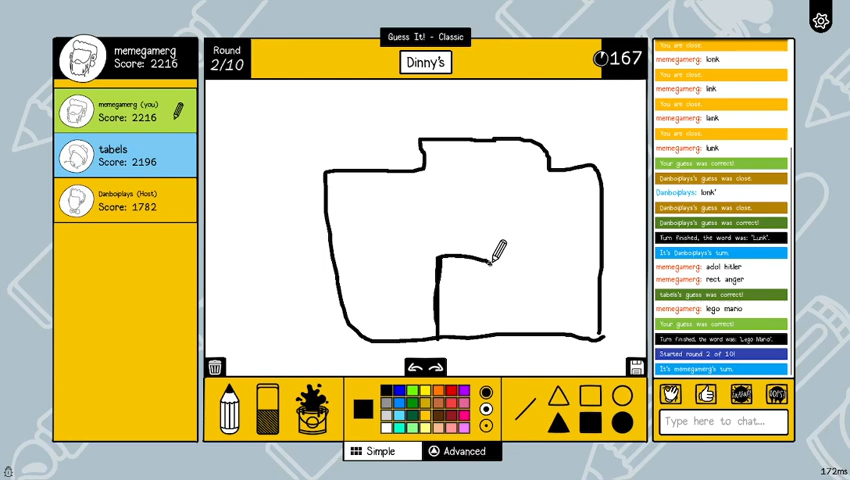 Guess It! - Classic
memegamerg
Score: 2216
Round
2/10
Dinny's
167
memegamerg (you)
Score: 2216
tabels
Score: 2196
Danboiplays (Host)
Score: 1782
You are close.
memegamerg: lonk
You are close.
memegamerg: link
You are close.
memegamerg: lank
You are close.
memegamerg: lunk
Your guess was correct!
Danboiplays's guess was close.
Danboiplays: lonk'
Danboiplays's guess was close.
Danboiplays's guess was correct!
Turn finished, the word was: 'Lunk'.
It's Danboiplays's turn.
memegamerg: adol hitler
memegamerg: rect anger
tabels's guess was correct!
memegamerg: lego mario
Your guess was correct!
Turn finished, the word was: 'Lego Mario'.
Started round 2 of 10!
It's memegamerg's turn.
Type here to chat...
Simple
Advanced
172ms